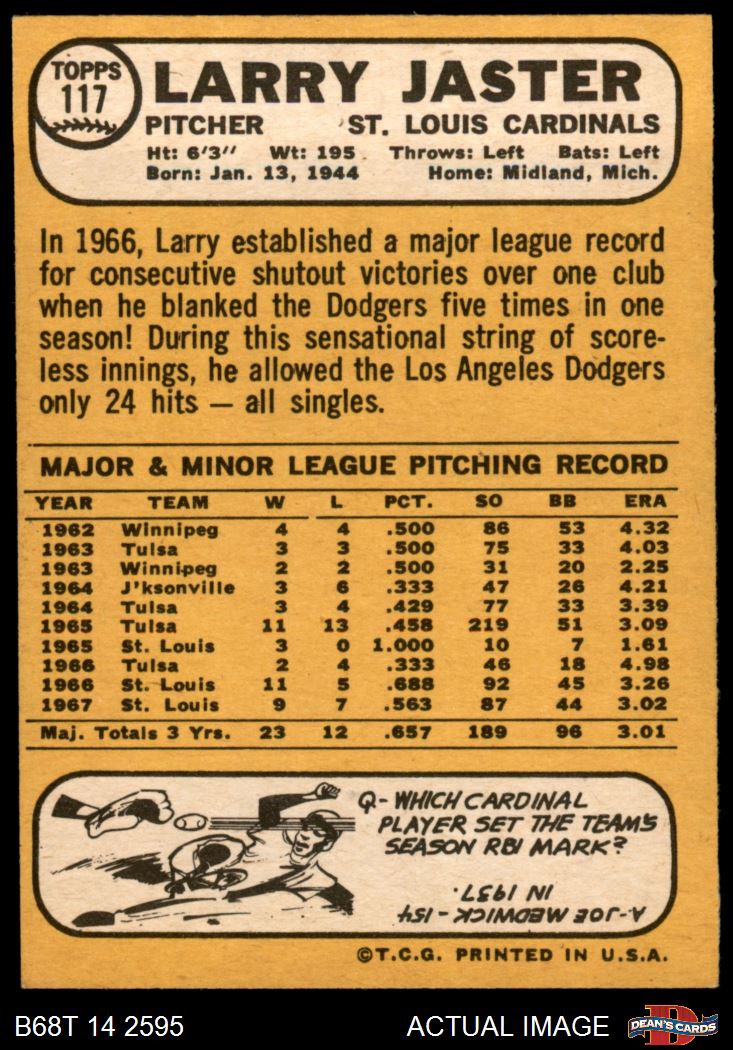 TOPPS
117
LARRY JASTER
PITCHER ST. LOUIS CARDINALS
Ht: 6'3" Wt: 195 Throws: Left Bats: Left
Born: Jan. 13, 1944 Home: Midland, Mich.
In 1966, Larry established a major league record
for consecutive shutout victories over one club
when he blanked the Dodgers five times in one
season! During this sensational string of score-
less innings, he allowed the Los Angeles Dodgers
only 24 hits — all singles.
MAJOR & MINOR LEAGUE PITCHING RECORD
YEAR TEAM W L PCT. SO BB ERA
1962 Winnipeg 4 4 .500 86 53 4.32
1963 Tulsa 3 3 .500 75 33 4.03
1963 Winnipeg 2 2 .500 31 20 2.25
1964 J'ksonville 3 6 .333 47 26 4.21
1964 Tulsa 3 4 .429 77 33 3.39
1965 Tulsa 11 13 .458 219 51 3.09
1965 St. Louis 3 0 1.000 10 7 1.61
1966 Tulsa 2 4 .333 46 18 4.98
1966 St. Louis 11 5 .688 92 45 3.26
1967 St. Louis 9 7 .563 87 44 3.02
Maj. Totals 3 Yrs. 23 12 .657 189 96 3.01
Q- WHICH CARDINAL
PLAYER SET THE TEAM'S
SEASON RBI MARK?
A- JOE MEDWICK - 154
IN 1937.
©T.C.G. PRINTED IN U.S.A.
B68T 14 2595 ACTUAL IMAGE DEAN'S CARDS